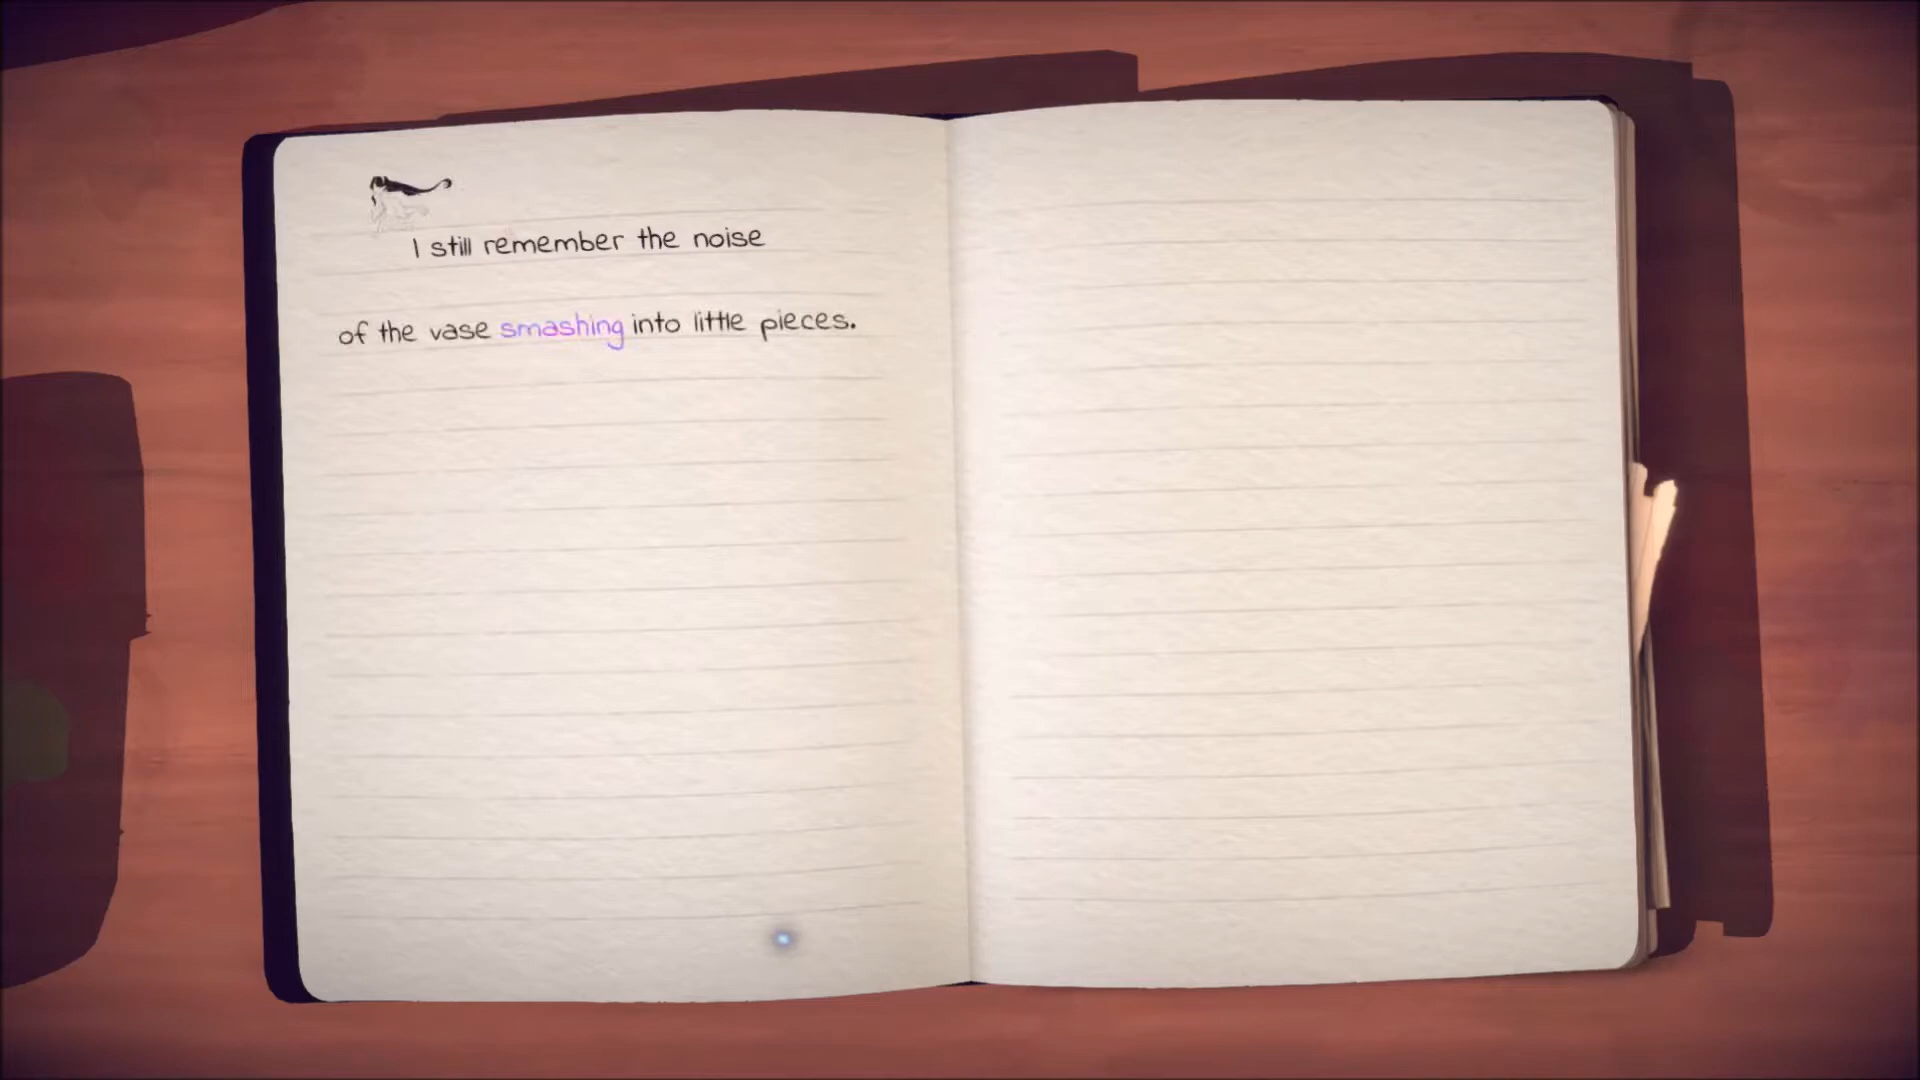 I still remember the noise
of the vase smashing into little pieces.